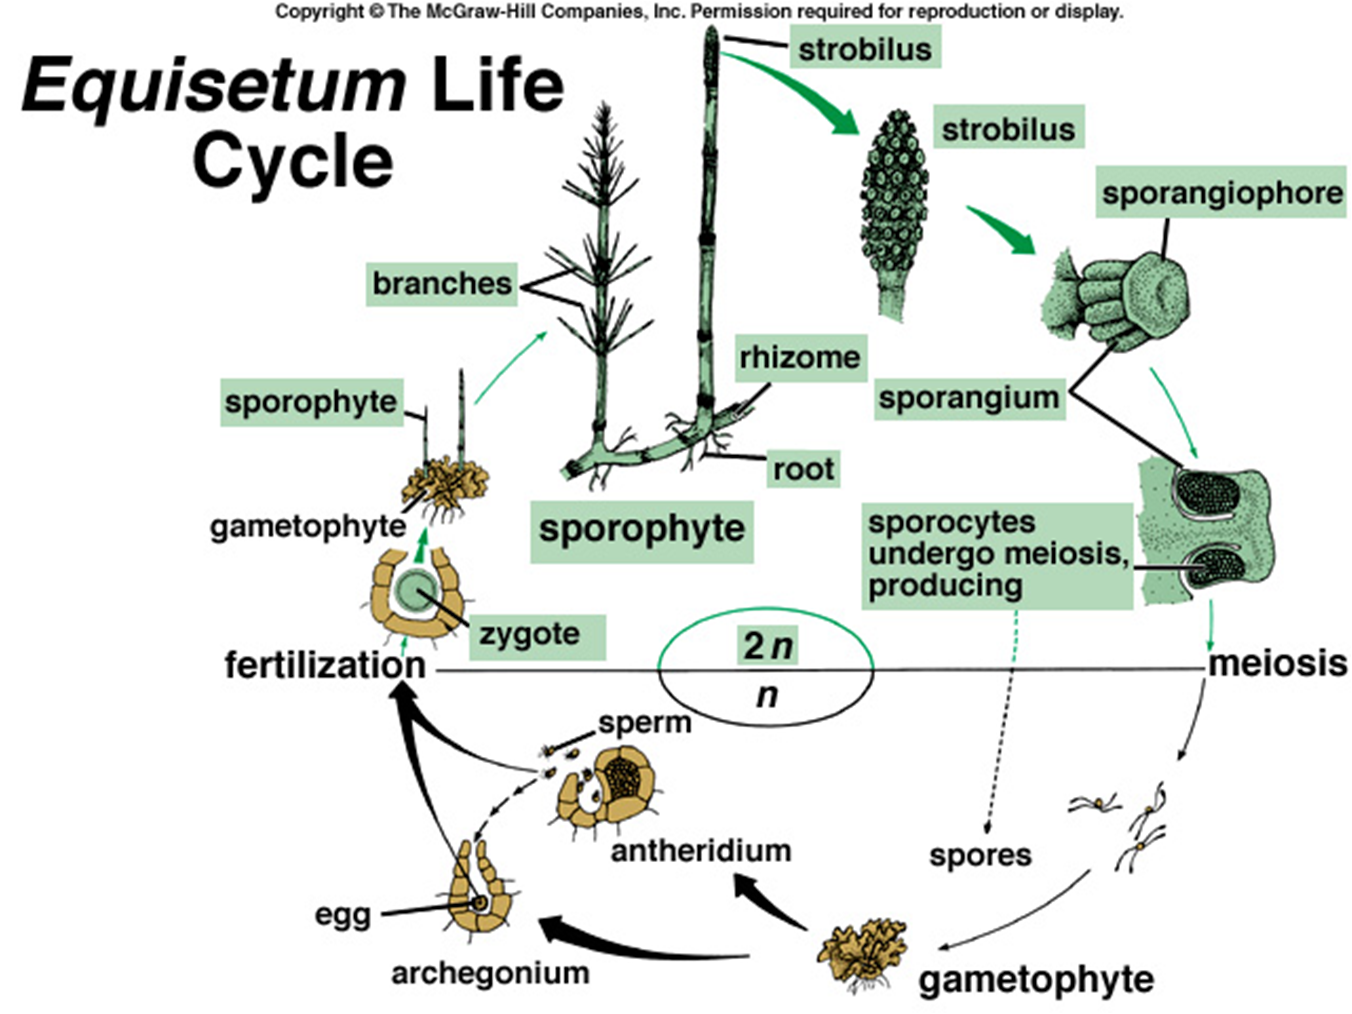 Copyright © The McGraw-Hill Companies, Inc. Permission required for reproduction or display.
Equisetum Life
Cycle
strobilus
strobilus
sporangiophore
branches
rhizome
sporophyte
sporangium
root
gametophyte
sporophyte
sporocytes
undergo meiosis,
producing
zygote
2n
fertilization
meiosis
n
sperm
antheridium
spores
egg
archegonium
gametophyte